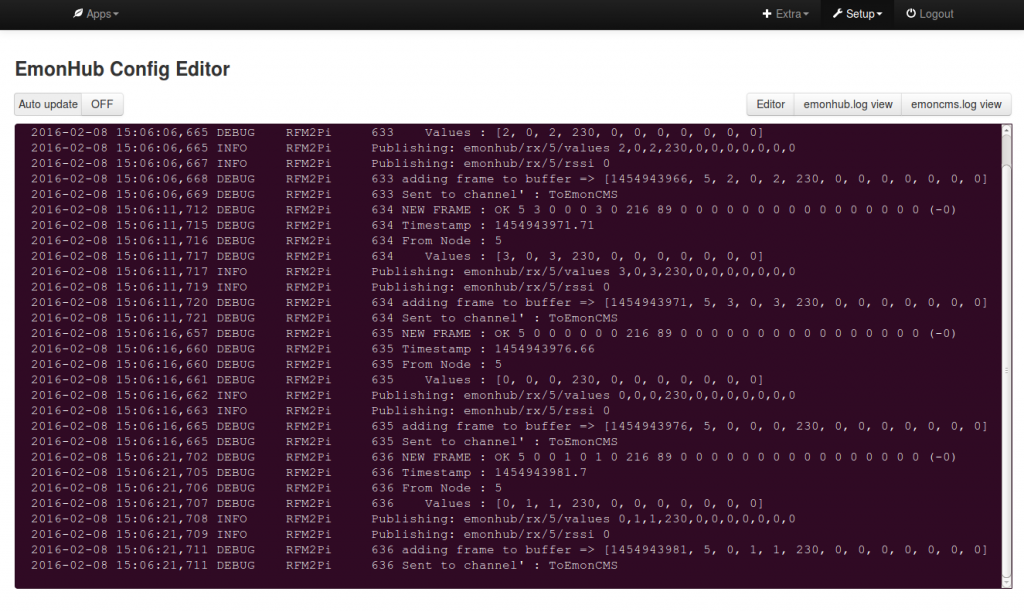 Apps
Extra
Setup
Logout
EmonHub Config Editor
Auto update OFF
Editor emonhub.log view emoncms.log view
2016-02-08 15:06:06,665 DEBUG RFM2Pi 633 Values : [2, 0, 2, 230, 0, 0, 0, 0, 0, 0, 0]
2016-02-08 15:06:06,665 INFO RFM2Pi Publishing: emonhub/rx/5/values 2,0,2,230,0,0,0,0,0,0,0
2016-02-08 15:06:06,667 INFO RFM2Pi Publishing: emonhub/rx/5/rssi 0
2016-02-08 15:06:06,668 DEBUG RFM2Pi 633 adding frame to buffer => [1454943966, 5, 2, 0, 2, 230, 0, 0, 0, 0, 0, 0, 0]
2016-02-08 15:06:06,669 DEBUG RFM2Pi 633 Sent to channel' : ToEmonCMS
2016-02-08 15:06:11,712 DEBUG RFM2Pi 634 NEW FRAME : OK 5 3 0 0 0 3 0 216 89 0 0 0 0 0 0 0 0 0 0 0 0 0 0 0 0 (-0)
2016-02-08 15:06:11,715 DEBUG RFM2Pi 634 Timestamp : 1454943971.71
2016-02-08 15:06:11,716 DEBUG RFM2Pi 634 From Node : 5
2016-02-08 15:06:11,717 DEBUG RFM2Pi 634 Values : [3, 0, 3, 230, 0, 0, 0, 0, 0, 0, 0]
2016-02-08 15:06:11,717 INFO RFM2Pi Publishing: emonhub/rx/5/values 3,0,3,230,0,0,0,0,0,0,0
2016-02-08 15:06:11,719 INFO RFM2Pi Publishing: emonhub/rx/5/rssi 0
2016-02-08 15:06:11,720 DEBUG RFM2Pi 634 adding frame to buffer => [1454943971, 5, 3, 0, 3, 230, 0, 0, 0, 0, 0, 0, 0]
2016-02-08 15:06:11,721 DEBUG RFM2Pi 634 Sent to channel' : ToEmonCMS
2016-02-08 15:06:16,657 DEBUG RFM2Pi 635 NEW FRAME : OK 5 0 0 0 0 0 0 216 89 0 0 0 0 0 0 0 0 0 0 0 0 0 0 0 0 (-0)
2016-02-08 15:06:16,660 DEBUG RFM2Pi 635 Timestamp : 1454943976.66
2016-02-08 15:06:16,660 DEBUG RFM2Pi 635 From Node : 5
2016-02-08 15:06:16,661 DEBUG RFM2Pi 635 Values : [0, 0, 0, 230, 0, 0, 0, 0, 0, 0, 0]
2016-02-08 15:06:16,662 INFO RFM2Pi Publishing: emonhub/rx/5/values 0,0,0,230,0,0,0,0,0,0,0
2016-02-08 15:06:16,663 INFO RFM2Pi Publishing: emonhub/rx/5/rssi 0
2016-02-08 15:06:16,665 DEBUG RFM2Pi 635 adding frame to buffer => [1454943976, 5, 0, 0, 0, 230, 0, 0, 0, 0, 0, 0, 0]
2016-02-08 15:06:16,665 DEBUG RFM2Pi 635 Sent to channel' : ToEmonCMS
2016-02-08 15:06:21,702 DEBUG RFM2Pi 636 NEW FRAME : OK 5 0 0 1 0 1 0 216 89 0 0 0 0 0 0 0 0 0 0 0 0 0 0 0 0 (-0)
2016-02-08 15:06:21,705 DEBUG RFM2Pi 636 Timestamp : 1454943981.7
2016-02-08 15:06:21,706 DEBUG RFM2Pi 636 From Node : 5
2016-02-08 15:06:21,707 DEBUG RFM2Pi 636 Values : [0, 1, 1, 230, 0, 0, 0, 0, 0, 0, 0]
2016-02-08 15:06:21,708 INFO RFM2Pi Publishing: emonhub/rx/5/values 0,1,1,230,0,0,0,0,0,0,0
2016-02-08 15:06:21,709 INFO RFM2Pi Publishing: emonhub/rx/5/rssi 0
2016-02-08 15:06:21,711 DEBUG RFM2Pi 636 adding frame to buffer => [1454943981, 5, 0, 1, 1, 230, 0, 0, 0, 0, 0, 0, 0]
2016-02-08 15:06:21,711 DEBUG RFM2Pi 636 Sent to channel' : ToEmonCMS